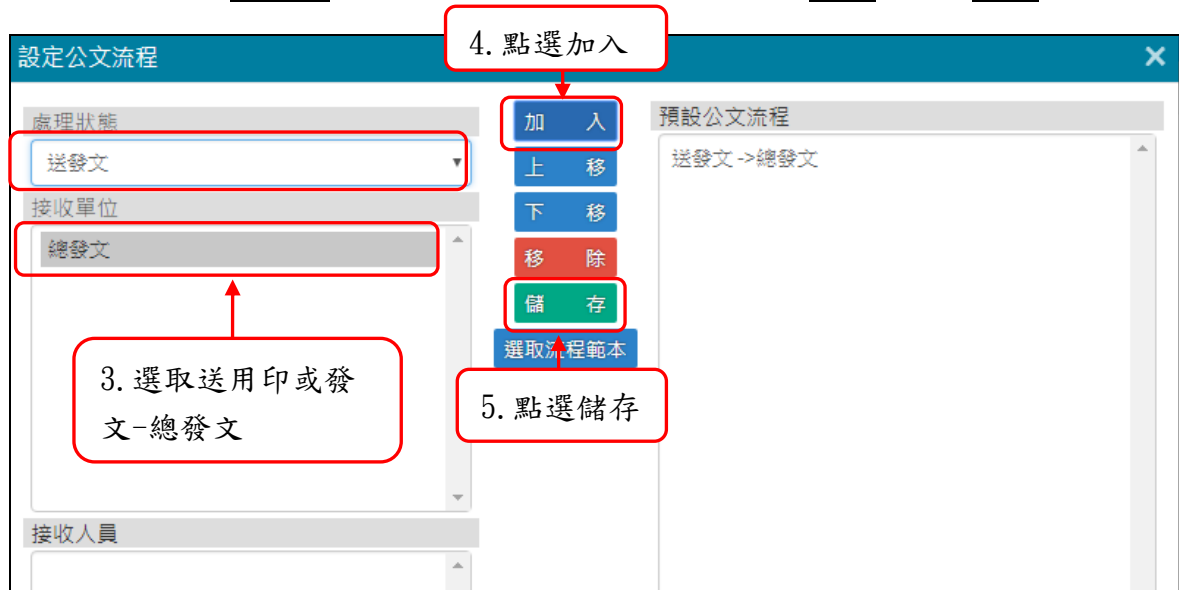 4.點選加入
設定公文流程
×
處理狀態
送發文
接收單位
總發文
3.選取送用印或發
文-總發文
接收人員
加 入
上 移
下 移
移 除
儲 存
選取流程範本
5.點選儲存
預設公文流程
送發文->總發文